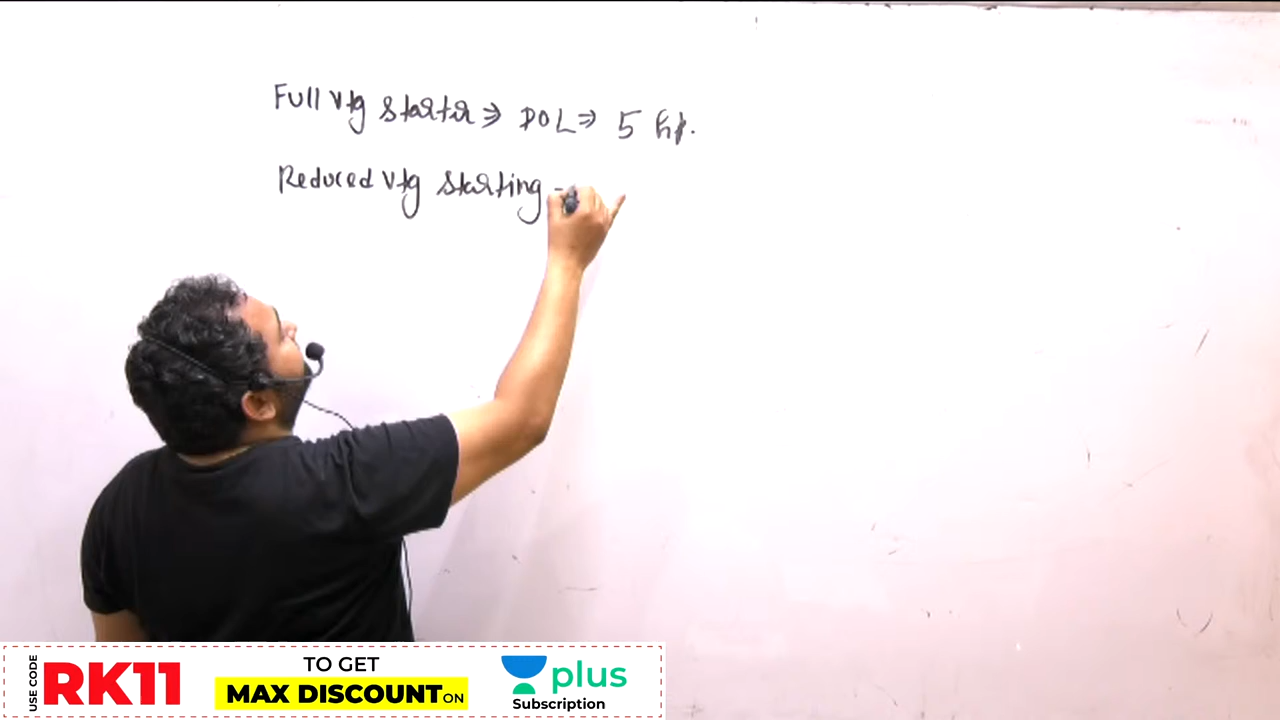 Full Vtg Starter ⇒ DOL ⇒ 5 hp.
Reduced Vtg Starting -
USE CODE RK11
TO GET
MAX DISCOUNT ON
plus
Subscription